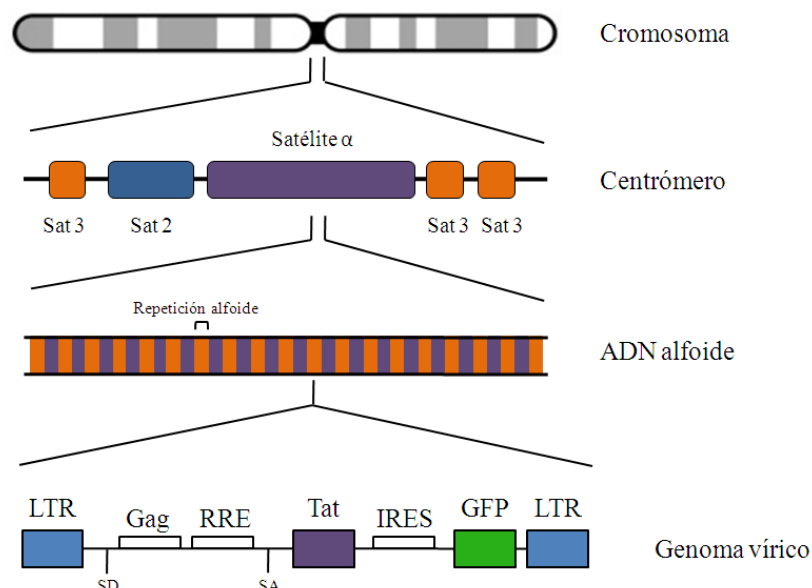 Cromosoma
Satélite α
Centrómero
Sat 3 Sat 2 Sat 3 Sat 3
Repetición alfoide
ADN alfoide
LTR Gag RRE Tat IRES GFP LTR
Genoma vírico
SD SA